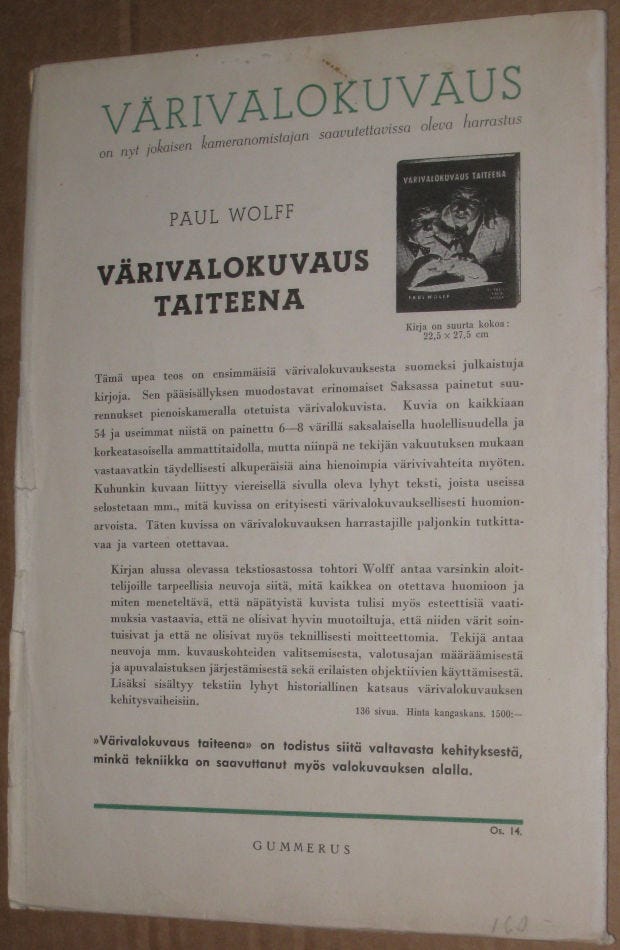 VÄRIVALOKUVAUS
on nyt jokaisen kameranomistajan saavutettavissa oleva harrastus
PAUL WOLFF
VÄRIVALOKUVAUS
TAITEENA
VÄRIVALOKUVAUS TAITEENA
PAUL WOLFF
Kirja on suurta kokoa:
22,5 × 27,5 cm
Tämä upea teos on ensimmäisiä värivalokuvauksesta suomeksi julkaistuja
kirjoja. Sen pääsisällyksen muodostavat erinomaiset Saksassa painetut suu-
rennukset pienoiskameralla otetuista värivalokuvista. Kuvia on kaikkiaan
54 ja useimmat niistä on painettu 6—8 värillä saksalaisella huolellisuudella ja
korkeatasoisella ammattitaidolla, mutta niinpä ne tekijän vakuutuksen mukaan
vastaavatkin täydellisesti alkuperäisiä aina hienoimpia värivivahteita myöten.
Kuhunkin kuvaan liittyy viereisellä sivulla oleva lyhyt teksti, joista useissa
selostetaan mm., mitä kuvissa on erityisesti värivalokuvauksellisesti huomion-
arvoista. Täten kuvissa on värivalokuvauksen harrastajille paljonkin tutkitta-
vaa ja varteen otettavaa.
Kirjan alussa olevassa tekstiosastossa tohtori Wolff antaa varsinkin aloit-
telijoille tarpeellisia neuvoja siitä, mitä kaikkea on otettava huomioon ja
miten meneteltävä, että näpätyistä kuvista tulisi myös esteettisiä vaati-
muksia vastaavia, että ne olisivat hyvin muotoiltuja, että niiden värit soin-
tuisivat ja että ne olisivat myös teknillisesti moitteettomia. Tekijä antaa
neuvoja mm. kuvauskohteiden valitsemisesta, valotusajan määräämisestä
ja apuvalaistuksen järjestämisestä sekä erilaisten objektiivien käyttämisestä.
Lisäksi sisältyy tekstiin lyhyt historiallinen katsaus värivalokuvauksen
kehitysvaiheisiin.
136 sivua. Hinta kangaskans. 1500:—
»Värivalokuvaus taiteena» on todistus siitä valtavasta kehityksestä,
minkä tekniikka on saavuttanut myös valokuvauksen alalla.
Os. 14.
GUMMERUS